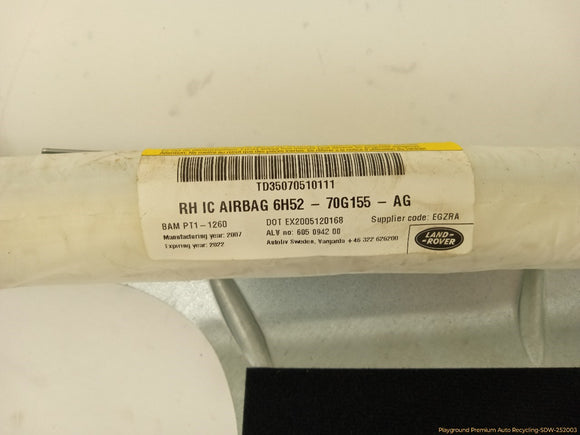 TD35070510111
RH IC AIRBAG 6H52 - 70G155 - AG
BAM PT1-1260 DOT EX2005120168 Supplier code: EGZRA
Manufacturing year: 2007 ALV no: 605 0942 00
Expiring year: 2022 Autoliv Sweden, Vargarda +46 322 626200
LAND-
ROVER
Playground Premium Auto Recycling-SDW-252003